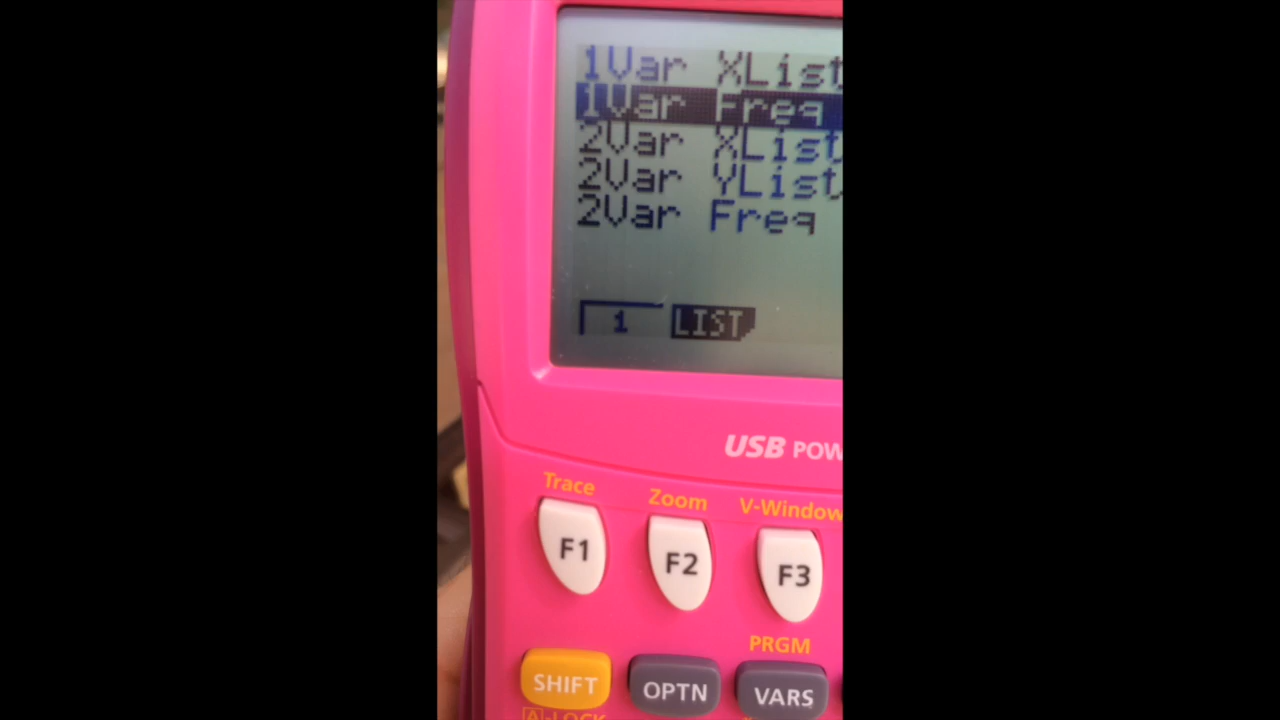 1Var XList
1Var Freq
2Var XList
2Var YList
2Var Freq
1 LIST
USB
Trace Zoom V-Window
F1 F2 F3
PRGM
SHIFT OPTN VARS
A-LOCK